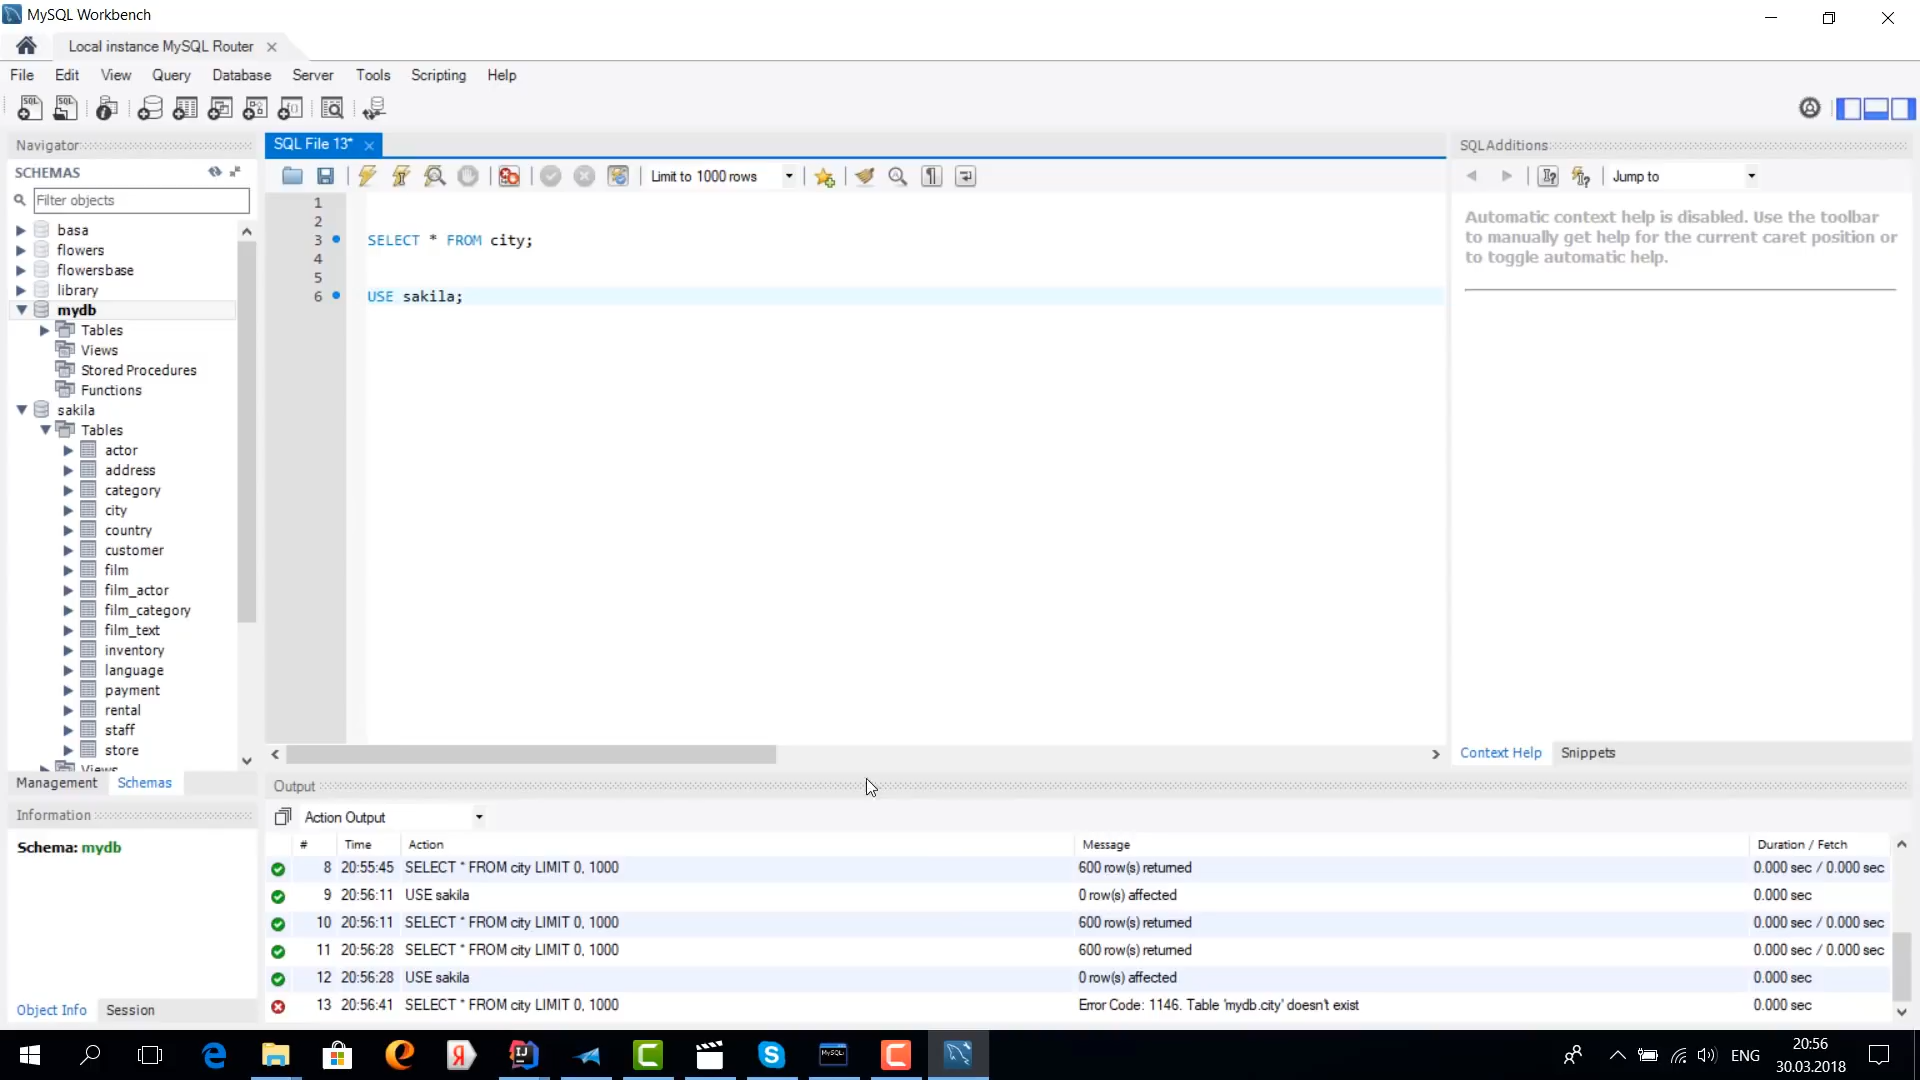 MySQL Workbench
Local instance MySQL Router
File Edit View Query Database Server Tools Scripting Help
Navigator
SCHEMAS
Filter objects
basa
flowers
flowersbase
library
mydb
Tables
Views
Stored Procedures
Functions
sakila
Tables
actor
address
category
city
country
customer
film
film_actor
film_category
film_text
inventory
language
payment
rental
staff
store
Views
Management Schemas
Information
Schema: mydb
Object Info Session
SQL File 13*
Limit to 1000 rows
1
2
3 SELECT * FROM city;
4
5
6 USE sakila;
SQLAdditions
Jump to
Automatic context help is disabled. Use the toolbar
to manually get help for the current caret position or
to toggle automatic help.
Context Help Snippets
Output
Action Output
# Time Action Message Duration / Fetch
8 20:55:45 SELECT * FROM city LIMIT 0, 1000 600 row(s) returned 0.000 sec / 0.000 sec
9 20:56:11 USE sakila 0 row(s) affected 0.000 sec
10 20:56:11 SELECT * FROM city LIMIT 0, 1000 600 row(s) returned 0.000 sec / 0.000 sec
11 20:56:28 SELECT * FROM city LIMIT 0, 1000 600 row(s) returned 0.000 sec / 0.000 sec
12 20:56:28 USE sakila 0 row(s) affected 0.000 sec
13 20:56:41 SELECT * FROM city LIMIT 0, 1000 Error Code: 1146. Table 'mydb.city' doesn't exist 0.000 sec
ENG
20:56
30.03.2018